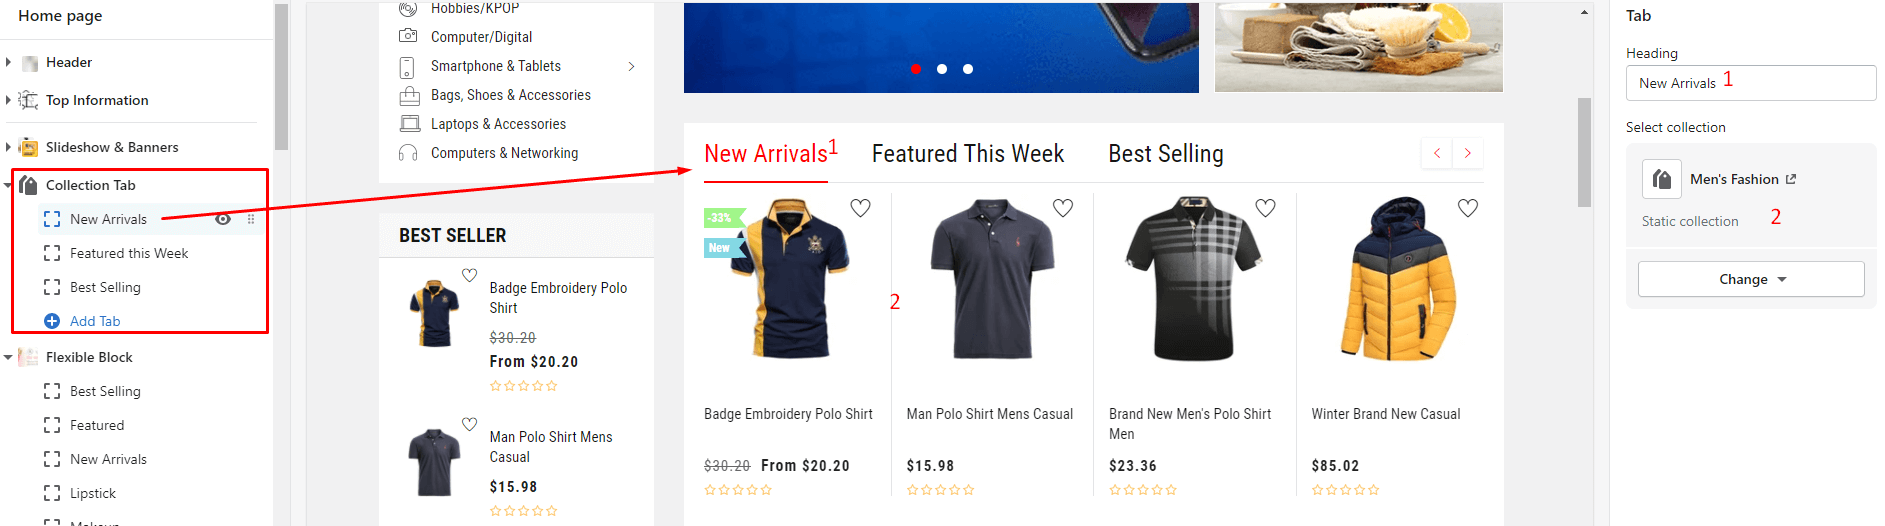 Home page
Header
Top Information
Slideshow & Banners
Collection Tab
New Arrivals
Featured this Week
Best Selling
Add Tab
Flexible Block
Best Selling
Featured
New Arrivals
Lipstick
Makeup
Hobbies/KPOP
Computer/Digital
Smartphone & Tablets
Bags, Shoes & Accessories
Laptops & Accessories
Computers & Networking
BEST SELLER
Badge Embroidery Polo
Shirt
$30.20
From $20.20
Man Polo Shirt Mens
Casual
$15.98
New Arrivals 1
Featured This Week
Best Selling
-33%
New
2
Badge Embroidery Polo Shirt
$30.20 From $20.20
Man Polo Shirt Mens Casual
$15.98
Brand New Men's Polo Shirt
Men
$23.36
Winter Brand New Casual
$85.02
Tab
Heading
New Arrivals 1
Select collection
Men's Fashion
Static collection 2
Change